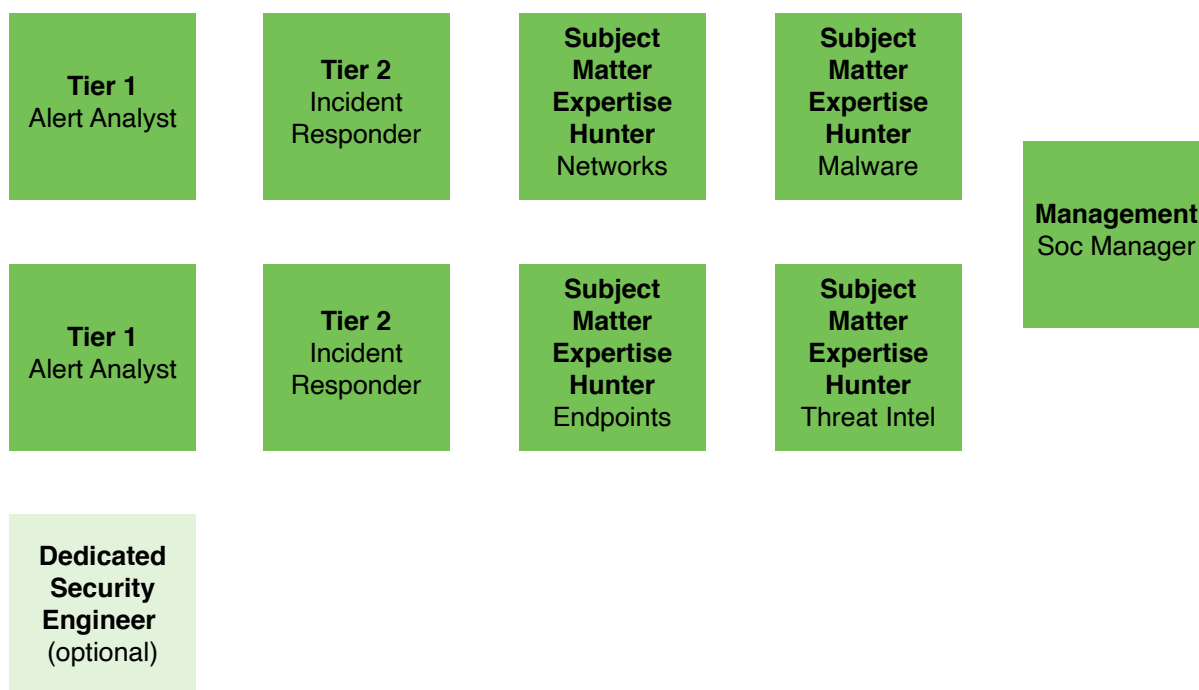 Tier 1
Alert Analyst
Tier 2
Incident
Responder
Subject
Matter
Expertise
Hunter
Networks
Subject
Matter
Expertise
Hunter
Malware
Management
Soc Manager
Tier 1
Alert Analyst
Tier 2
Incident
Responder
Subject
Matter
Expertise
Hunter
Endpoints
Subject
Matter
Expertise
Hunter
Threat Intel
Dedicated
Security
Engineer
(optional)